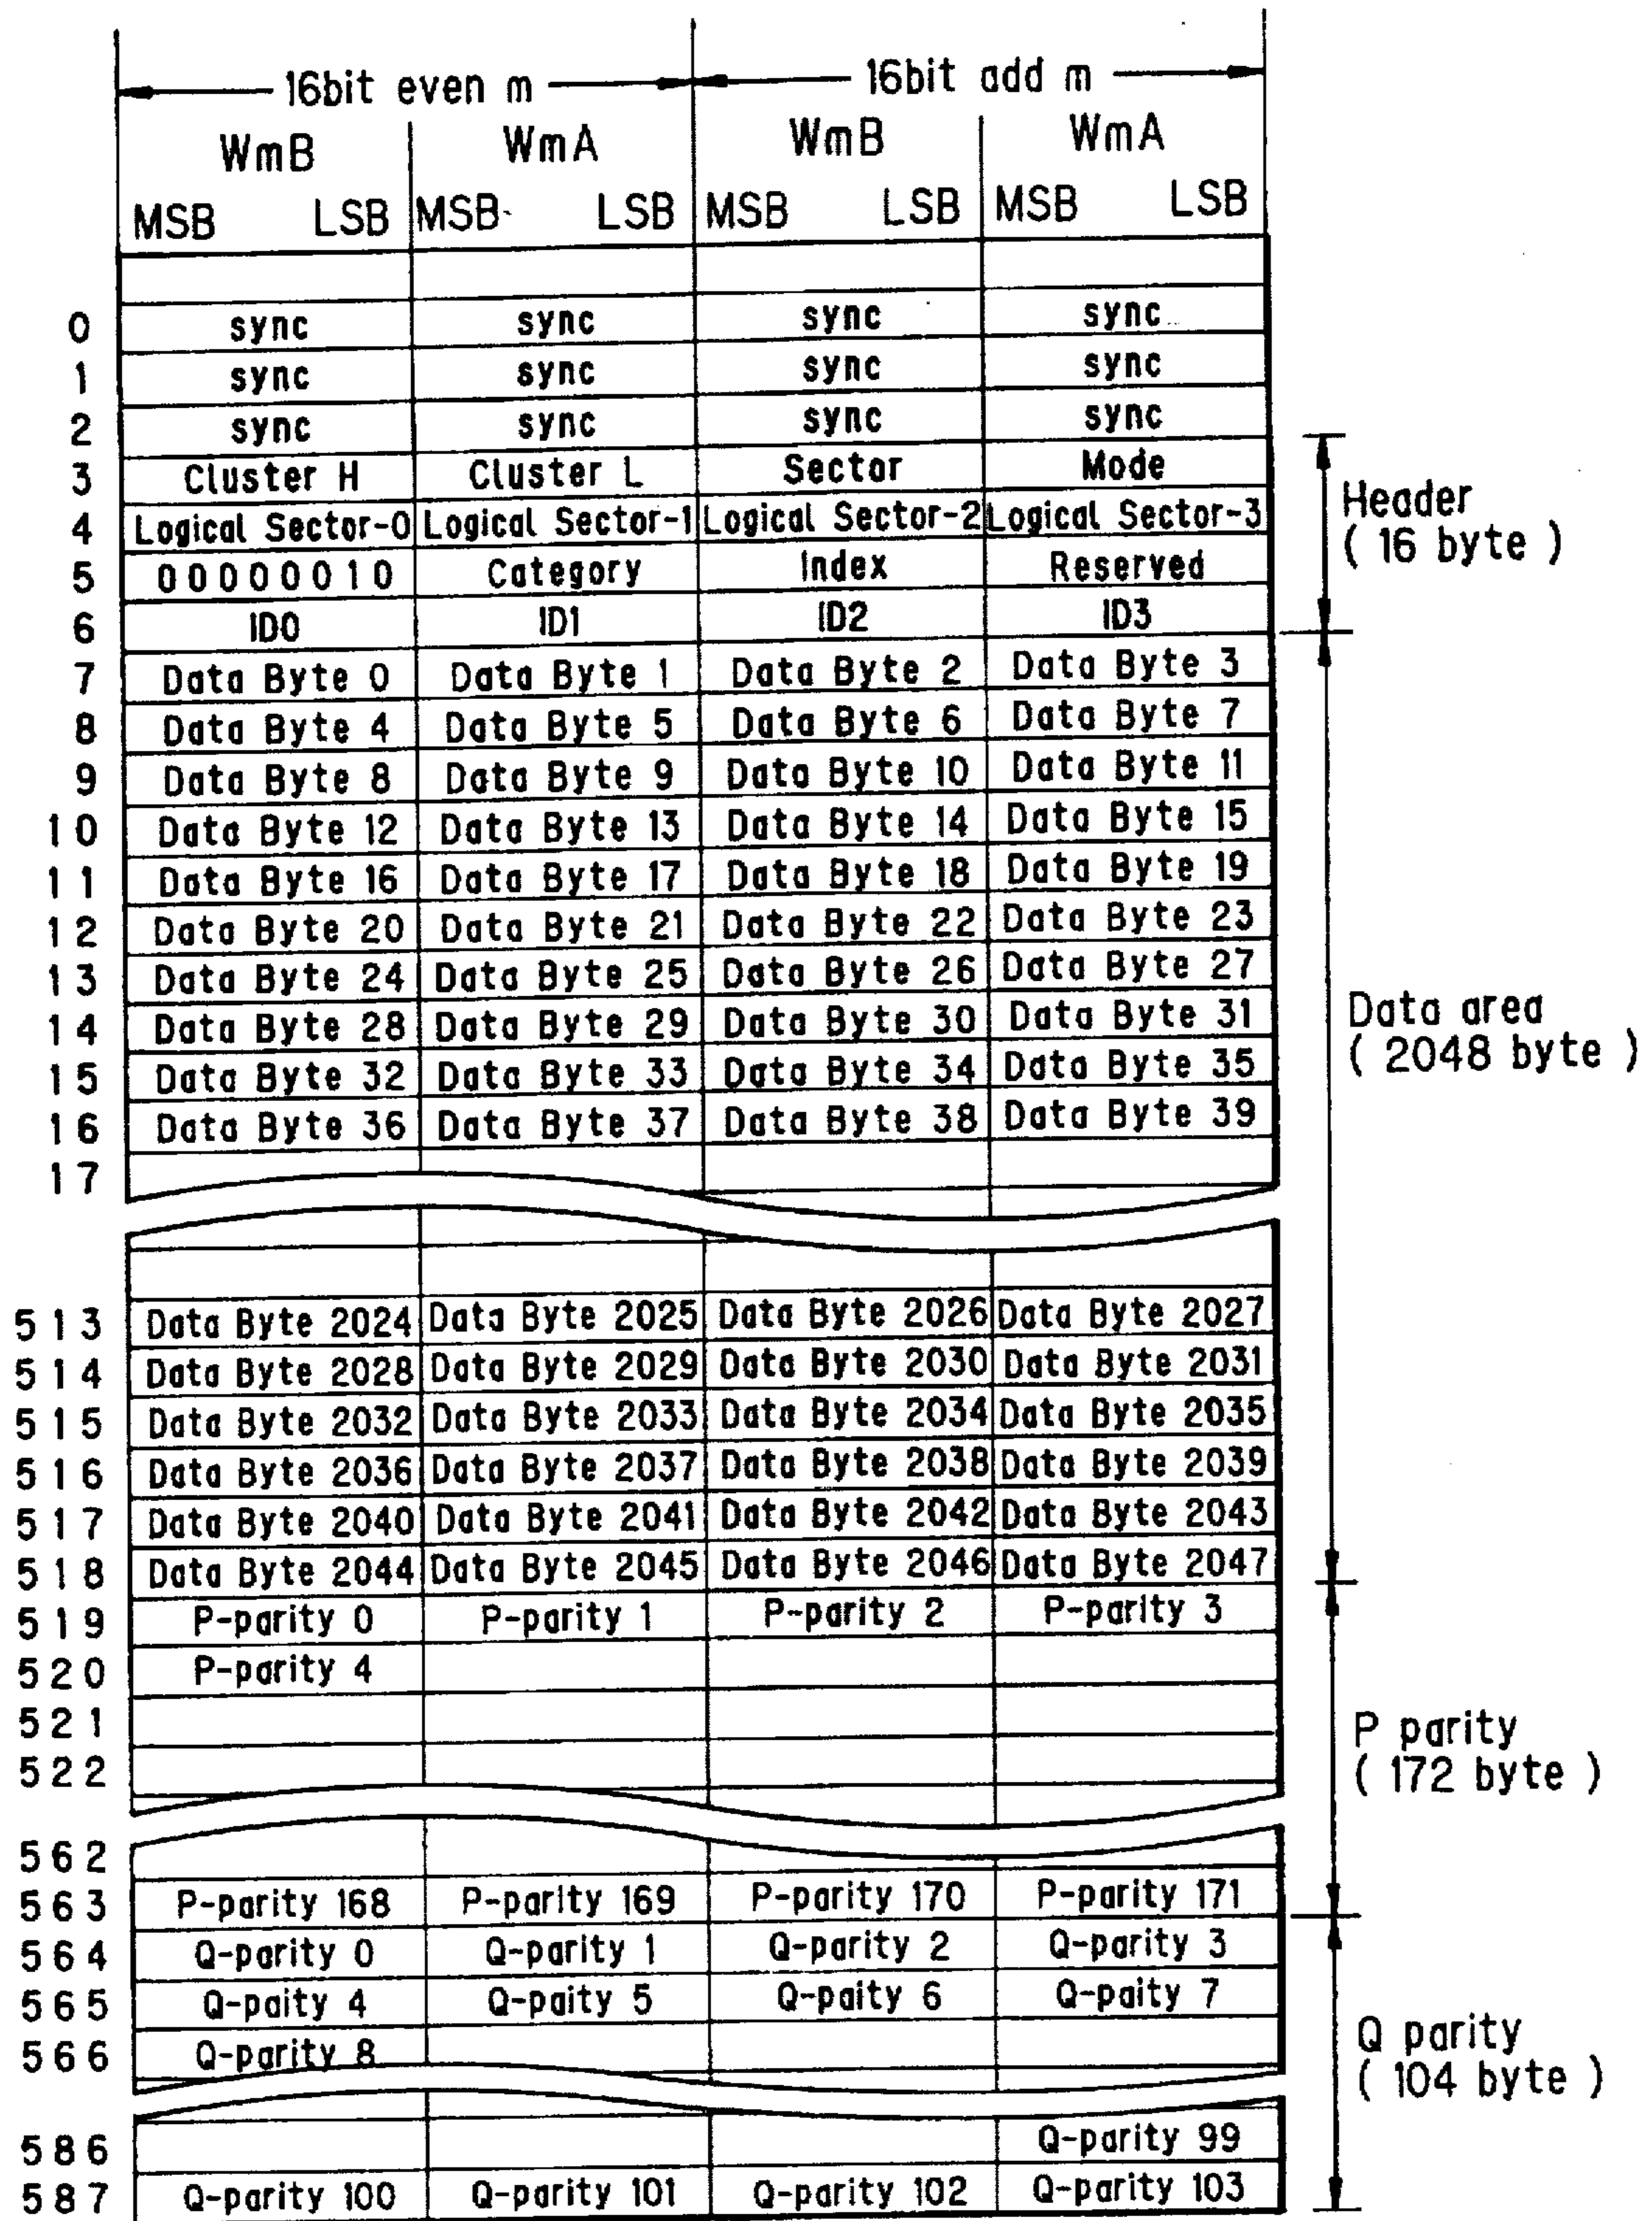 16bit even m 16bit add m
WmB WmA WmB WmA
MSB LSB MSB LSB MSB LSB MSB LSB
0 sync sync sync sync
1 sync sync sync sync
2 sync sync sync sync
3 Cluster H Cluster L Sector Mode
4 Logical Sector-0 Logical Sector-1 Logical Sector-2 Logical Sector-3
Header
( 16 byte )
5 00000010 Category Index Reserved
6 ID0 ID1 ID2 ID3
7 Data Byte 0 Data Byte 1 Data Byte 2 Data Byte 3
8 Data Byte 4 Data Byte 5 Data Byte 6 Data Byte 7
9 Data Byte 8 Data Byte 9 Data Byte 10 Data Byte 11
10 Data Byte 12 Data Byte 13 Data Byte 14 Data Byte 15
11 Data Byte 16 Data Byte 17 Data Byte 18 Data Byte 19
12 Data Byte 20 Data Byte 21 Data Byte 22 Data Byte 23
13 Data Byte 24 Data Byte 25 Data Byte 26 Data Byte 27
14 Data Byte 28 Data Byte 29 Data Byte 30 Data Byte 31
Data area
( 2048 byte )
15 Data Byte 32 Data Byte 33 Data Byte 34 Data Byte 35
16 Data Byte 36 Data Byte 37 Data Byte 38 Data Byte 39
17
513 Data Byte 2024 Data Byte 2025 Data Byte 2026 Data Byte 2027
514 Data Byte 2028 Data Byte 2029 Data Byte 2030 Data Byte 2031
515 Data Byte 2032 Data Byte 2033 Data Byte 2034 Data Byte 2035
516 Data Byte 2036 Data Byte 2037 Data Byte 2038 Data Byte 2039
517 Data Byte 2040 Data Byte 2041 Data Byte 2042 Data Byte 2043
518 Data Byte 2044 Data Byte 2045 Data Byte 2046 Data Byte 2047
519 P-parity 0 P-parity 1 P-parity 2 P-parity 3
520 P-parity 4
521
522
P parity
( 172 byte )
562
563 P-parity 168 P-parity 169 P-parity 170 P-parity 171
564 Q-parity 0 Q-parity 1 Q-parity 2 Q-parity 3
565 Q-paity 4 Q-paity 5 Q-paity 6 Q-paity 7
566 Q-parity 8
Q parity
( 104 byte )
586 Q-parity 99
587 Q-parity 100 Q-parity 101 Q-parity 102 Q-parity 103